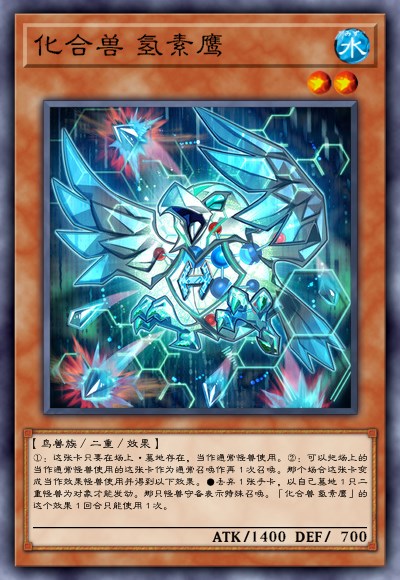 化合兽 氢素鹰
水
H
【鸟兽族/二重/效果】
①：这张卡只要在场上·墓地存在，当作通常怪兽使用。②：可以把场上的
当作通常怪兽使用的这张卡作为通常召唤作再1次召唤。那个场合这张卡变
成当作效果怪兽使用并得到以下效果。●丢弃1张手卡，以自己墓地1只二
重怪兽为对象才能发动。那只怪兽守备表示特殊召唤。「化合兽 氢素鹰」的
这个效果1回合只能使用1次。
ATK/1400 DEF/ 700